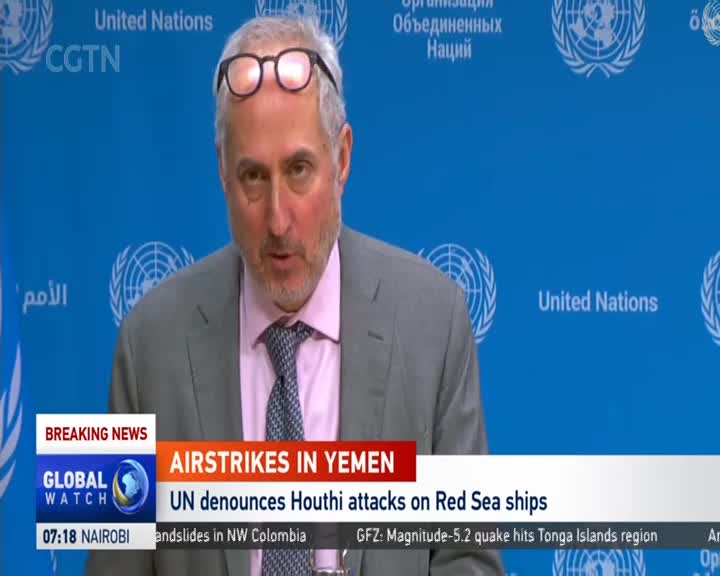 CGTN
United Nations
Организация
Объединенных
Наций
الأمم
United Nations
BREAKING NEWS
AIRSTRIKES IN YEMEN
GLOBAL
WATCH
UN denounces Houthi attacks on Red Sea ships
07:18 NAIROBI
andslides in NW Colombia
GFZ: Magnitude-5.2 quake hits Tonga Islands region